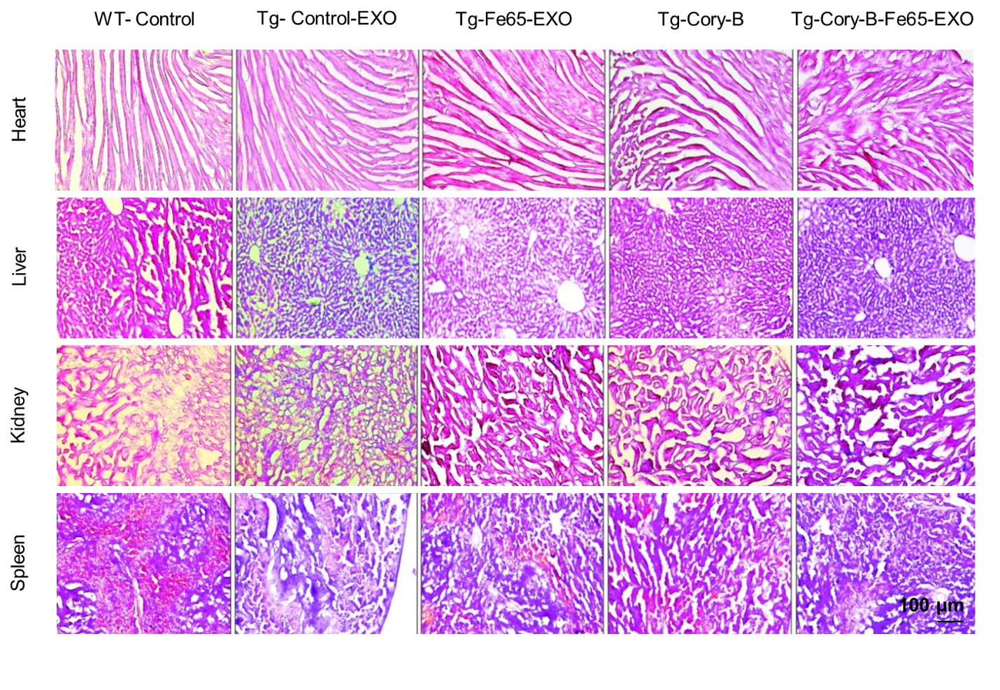 WT- Control
Tg- Control-EXO
Tg-Fe65-EXO
Tg-Cory-B
Tg-Cory-B-Fe65-EXO
Heart
Liver
Kidney
Spleen
100 μm